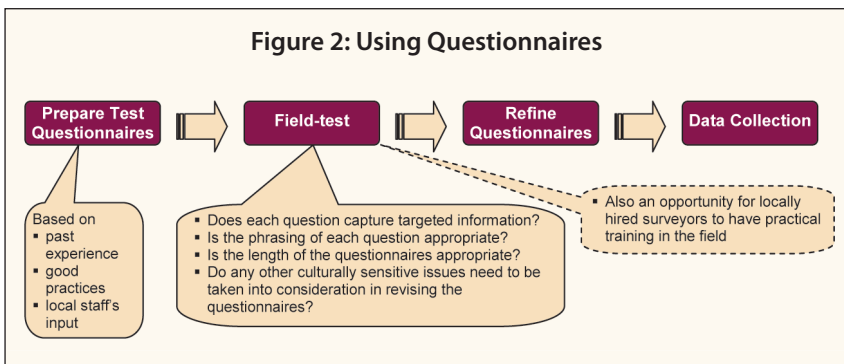 Figure 2: Using Questionnaires
Prepare Test
Questionnaires
Field-test
Refine
Questionnaires
Data Collection
Based on
▪ past
experience
▪ good
practices
▪ local staff's
input
▪ Does each question capture targeted information?
▪ Is the phrasing of each question appropriate?
▪ Is the length of the questionnaires appropriate?
▪ Do any other culturally sensitive issues need to be
taken into consideration in revising the
questionnaires?
▪ Also an opportunity for locally
hired surveyors to have practical
training in the field